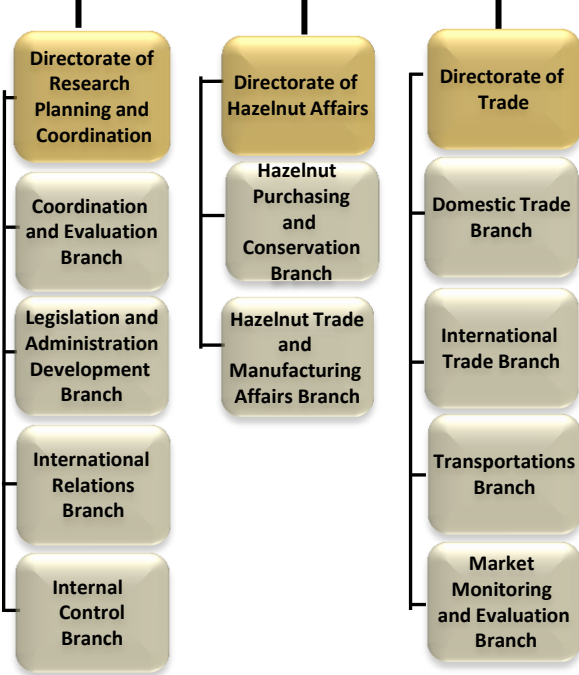 Directorate of
Research
Planning and
Coordination
Coordination
and Evaluation
Branch
Legislation and
Administration
Development
Branch
International
Relations
Branch
Internal
Control
Branch
Directorate of
Hazelnut Affairs
Hazelnut
Purchasing
and
Conservation
Branch
Hazelnut Trade
and
Manufacturing
Affairs Branch
Directorate of
Trade
Domestic Trade
Branch
International
Trade Branch
Transportations
Branch
Market
Monitoring
and Evaluation
Branch